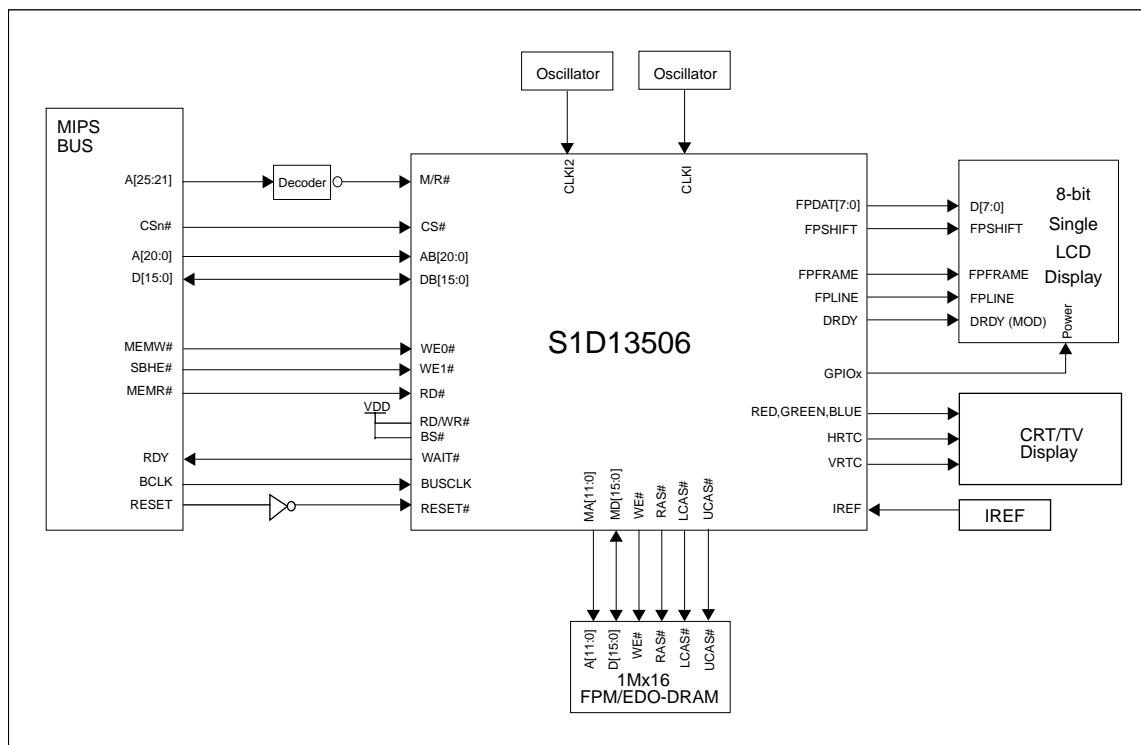 Oscillator
Oscillator
MIPS
BUS
A[25:21]
Decoder
M/R#
CLKI2
CLKI
CSn#
CS#
A[20:0]
AB[20:0]
D[15:0]
DB[15:0]
MEMW#
WE0#
SBHE#
WE1#
MEMR#
RD#
VDD
RD/WR#
BS#
RDY
WAIT#
BCLK
BUSCLK
RESET
RESET#
S1D13506
FPDAT[7:0]
D[7:0]
FPSHIFT
FPSHIFT
FPFRAME
FPFRAME
FPLINE
FPLINE
DRDY
DRDY (MOD)
8-bit
Single
LCD
Display
Power
GPIOx
RED,GREEN,BLUE
HRTC
VRTC
CRT/TV
Display
IREF
IREF
MA[11:0]
MD[15:0]
WE#
RAS#
LCAS#
UCAS#
A[11:0]
D[15:0]
WE#
RAS#
LCAS#
UCAS#
1Mx16
FPM/EDO-DRAM